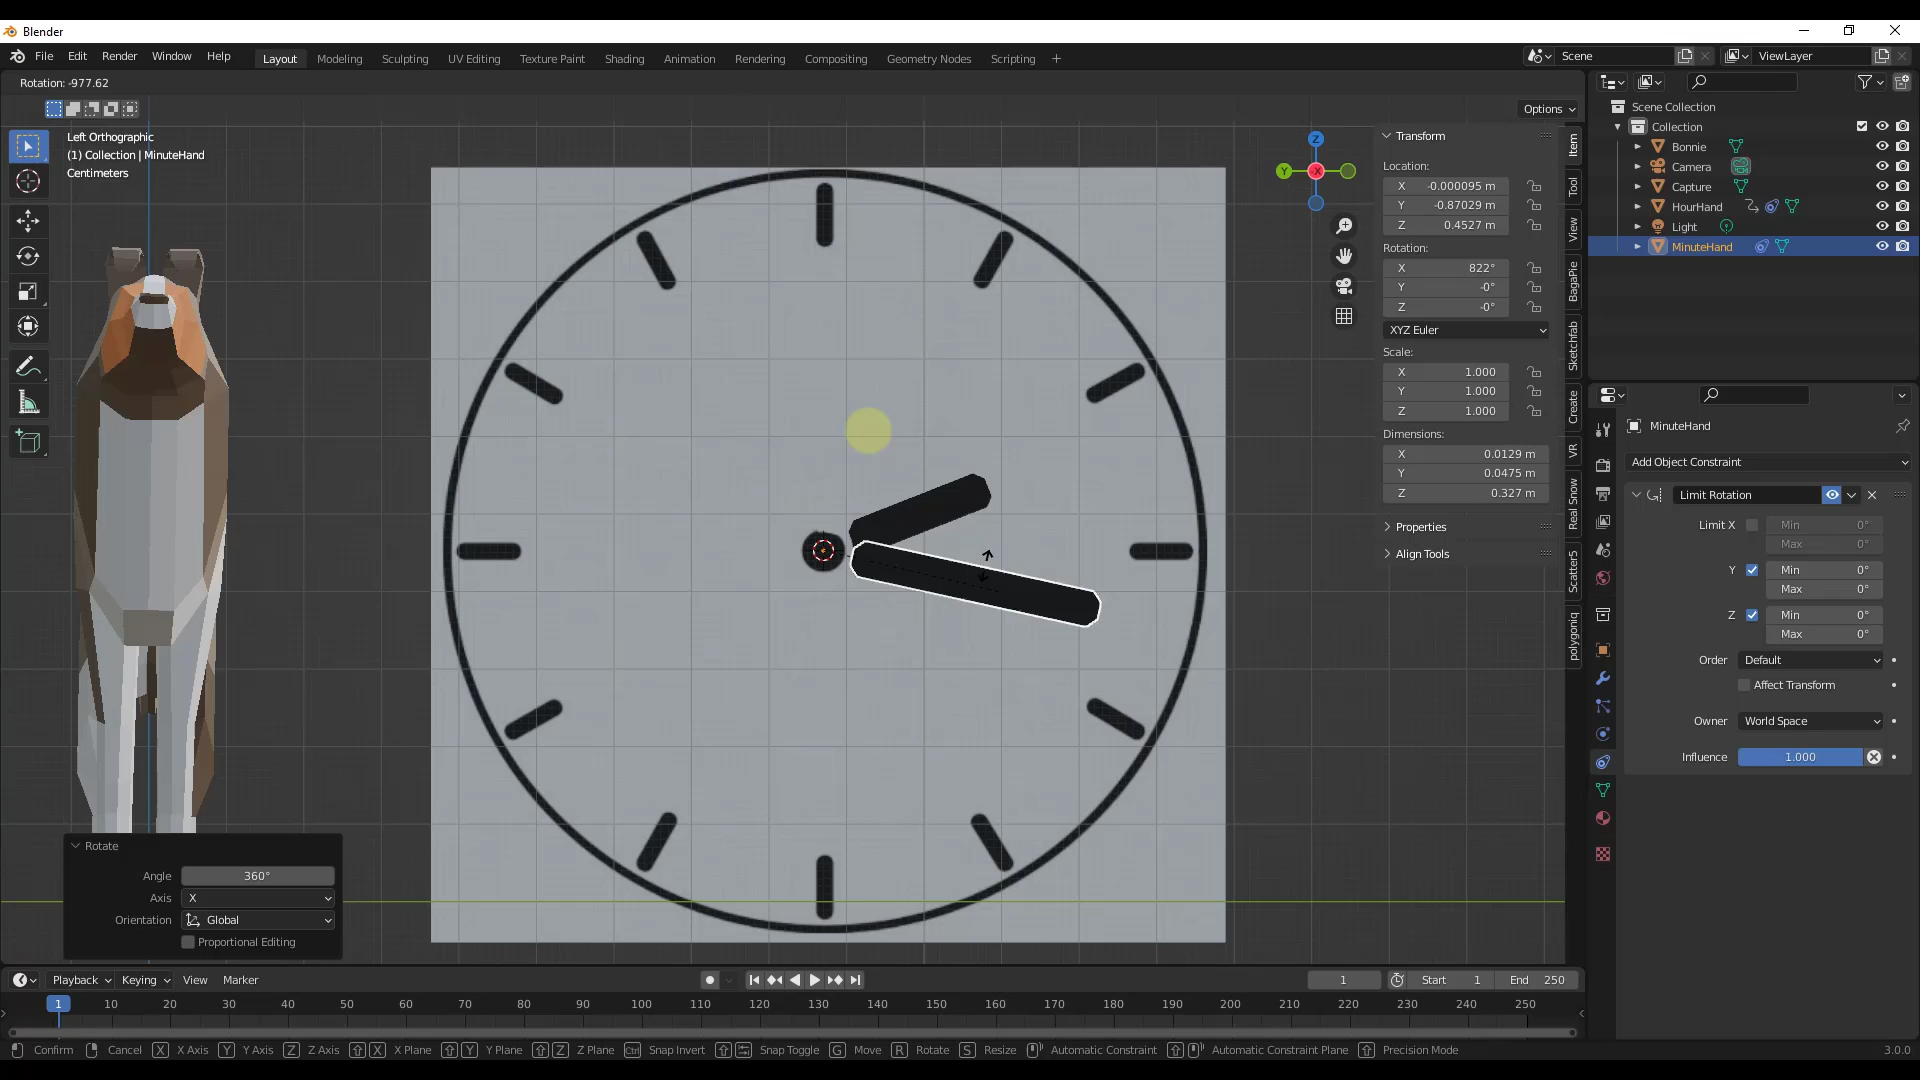 Blender
File Edit Render Window Help Layout Modeling Sculpting UV Editing Texture Paint Shading Animation Rendering Compositing Geometry Nodes Scripting + Scene ViewLayer
Rotation: -977.62
Options
Left Orthographic
(1) Collection | MinuteHand
Centimeters
Z
Y
X
Transform
Location:
X -0.000095 m
Y -0.87029 m
Z 0.4527 m
Rotation:
X 822°
Y -0°
Z -0°
XYZ Euler
Scale:
X 1.000
Y 1.000
Z 1.000
Dimensions:
X 0.0129 m
Y 0.0475 m
Z 0.327 m
Properties
Align Tools
Item
Tool
View
BagaPie
Sketchfab
Create
VR
Real Snow
Scatter5
polygoniq
Scene Collection
Collection
Bonnie
Camera
Capture
HourHand
Light
MinuteHand
MinuteHand
Add Object Constraint
Limit Rotation
Limit X Min 0°
Max 0°
Y Min 0°
Max 0°
Z Min 0°
Max 0°
Order Default
Affect Transform
Owner World Space
Influence 1.000
Rotate
Angle 360°
Axis X
Orientation Global
Proportional Editing
Playback Keying View Marker 1 Start 1 End 250
1 10 20 30 40 50 60 70 80 90 100 110 120 130 140 150 160 170 180 190 200 210 220 230 240 250
Confirm Cancel X X Axis Y Y Axis Z Z Axis X X Plane Y Y Plane Z Z Plane Ctrl Snap Invert Snap Toggle G Move R Rotate S Resize Automatic Constraint Automatic Constraint Plane Precision Mode 3.0.0